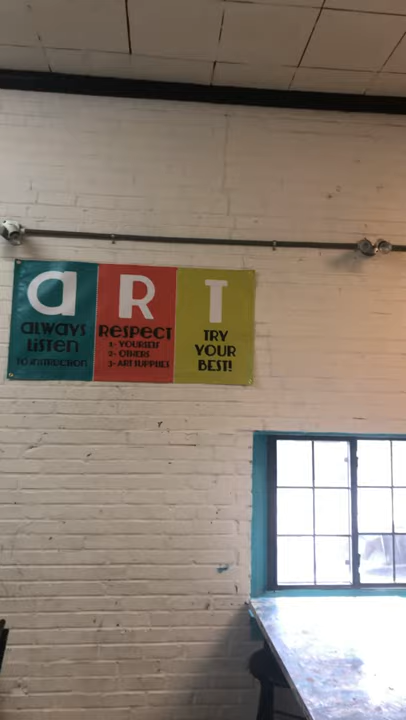 a
always
Listen
to instruction
R
Respect
1- Yourself
2- Others
3- Art Supplies
T
Try
Your
Best!